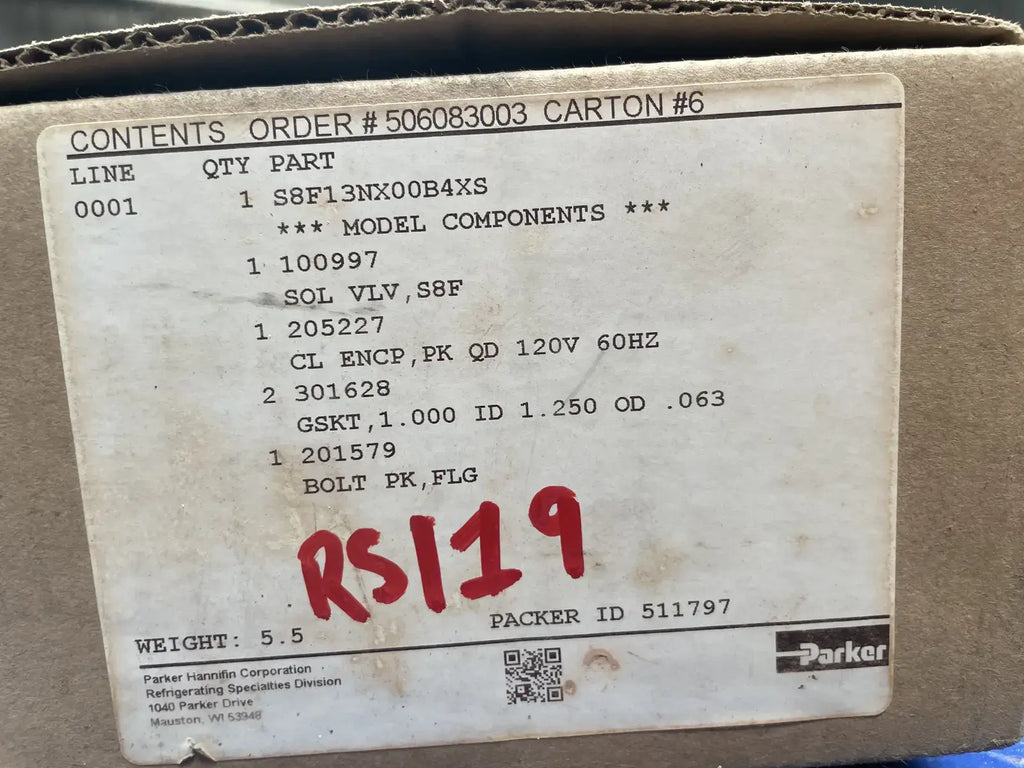 CONTENTS ORDER # 506083003 CARTON #6
LINE QTY PART
0001 1 S8F13NX00B4XS
*** MODEL COMPONENTS ***
1 100997
SOL VLV,S8F
1 205227
CL ENCP,PK QD 120V 60HZ
2 301628
GSKT,1.000 ID 1.250 OD .063
1 201579
BOLT PK,FLG
RS/119
WEIGHT: 5.5 PACKER ID 511797
Parker Hannifin Corporation
Refrigerating Specialties Division
1040 Parker Drive
Mauston, WI 53948
Parker